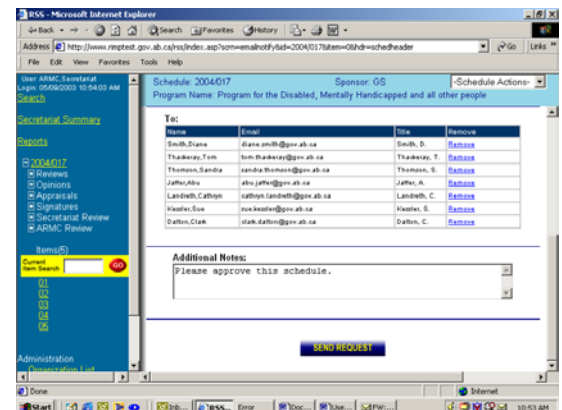 RSS - Microsoft Internet Explorer
Back Search Favorites History
Address http://www.rimptest.gov.ab.ca/rss/index.asp?scrn=emailnotify&id=2004/017&item=0&hdr=schedheader Go Links »
File Edit View Favorites Tools Help
User: ARMC, Secretariat
Login: 05/09/2003 10:54:03 AM
Search
Secretariat Summary
Reports
2004/017
Reviews
Opinions
Appraisals
Signatures
Secretariat Review
ARMC Review
Items(5)
Current Item Search GO
01
02
03
04
05
Administration
Organization List
Schedule: 2004/017 Sponsor: GS -Schedule Actions-
Program Name: Program for the Disabled, Mentally Handicapped and all other people
To:
Name Email Title Remove
Smith,Diane diane.smith@gov.ab.ca Smith, D. Remove
Thackeray,Tom tom.thackeray@gov.ab.ca Thackeray, T. Remove
Thomson,Sandra sandra.thomson@gov.ab.ca Thomson, S. Remove
Jaffer,Abu abu.jaffer@gov.ab.ca Jaffer, A. Remove
Landreth,Cathryn cathryn.landreth@gov.ab.ca Landreth, C. Remove
Kessler,Sue sue.kessler@gov.ab.ca Kessler, S. Remove
Dalton,Clark clark.dalton@gov.ab.ca Dalton, C. Remove
Additional Notes:
Please approve this schedule.
SEND REQUEST
Done Internet
Start Inb... RSS... Error Doc... Use... FW:... 10:53 AM